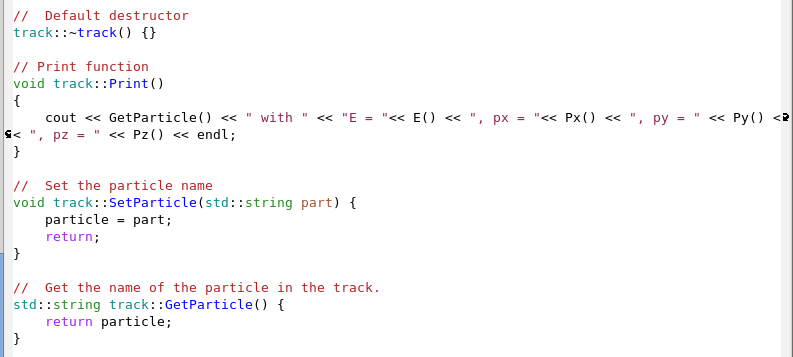 //  Default destructor
track::~track() {}
// Print function
void track::Print()
{
    cout << GetParticle() << " with " << "E = "<< E() << ", px = "<< Px() << ", py = " << Py() <
< ", pz = " << Pz() << endl;
}
//  Set the particle name
void track::SetParticle(std::string part) {
    particle = part;
    return;
}
//  Get the name of the particle in the track.
std::string track::GetParticle() {
    return particle;
}